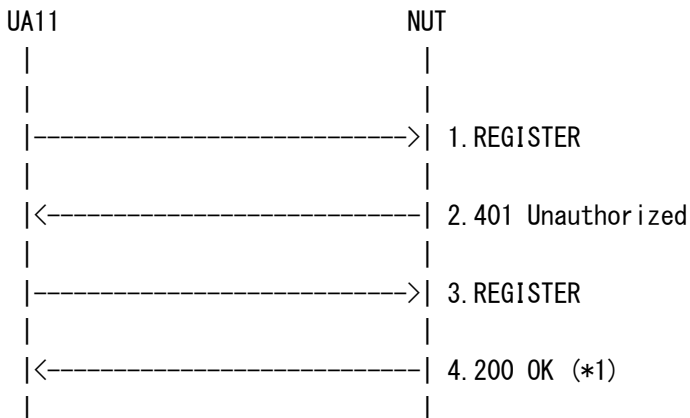 UA11 NUT
1.REGISTER
2.401 Unauthorized
3.REGISTER
4.200 OK (*1)